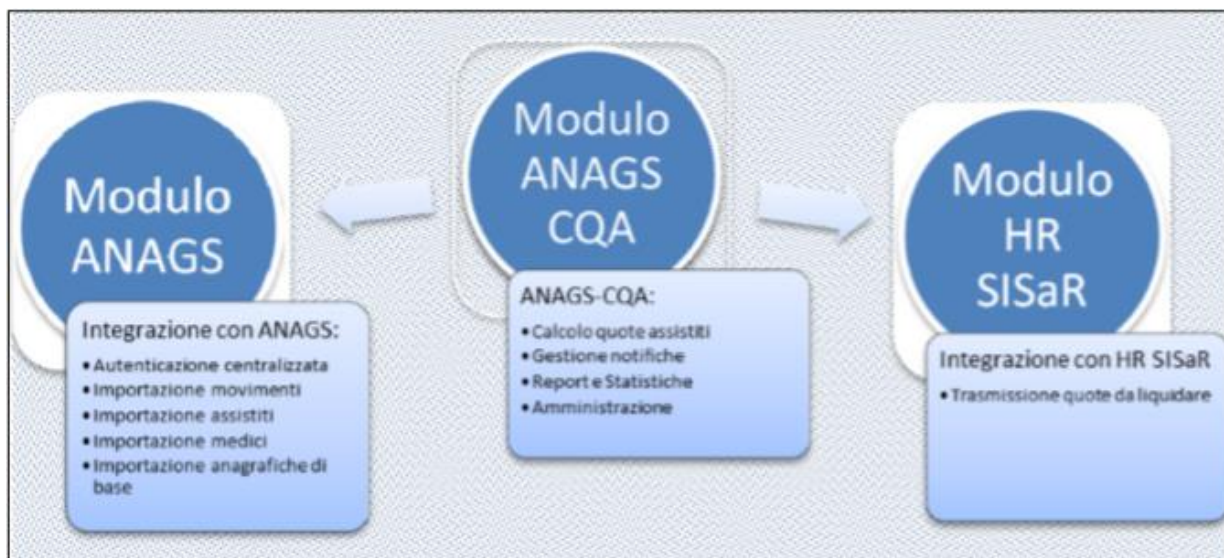 Modulo
ANAGS
Integrazione con ANAGS:
• Autenticazione centralizzata
• Importazione movimenti
• Importazione assistiti
• Importazione medici
• Importazione anagrafiche di
base
Modulo
ANAGS
CQA
ANAGS-CQA:
• Calcolo quote assistiti
• Gestione notifiche
• Report e Statistiche
• Amministrazione
Modulo
HR
SISaR
Integrazione con HR SISaR
• Trasmissione quote da liquidare